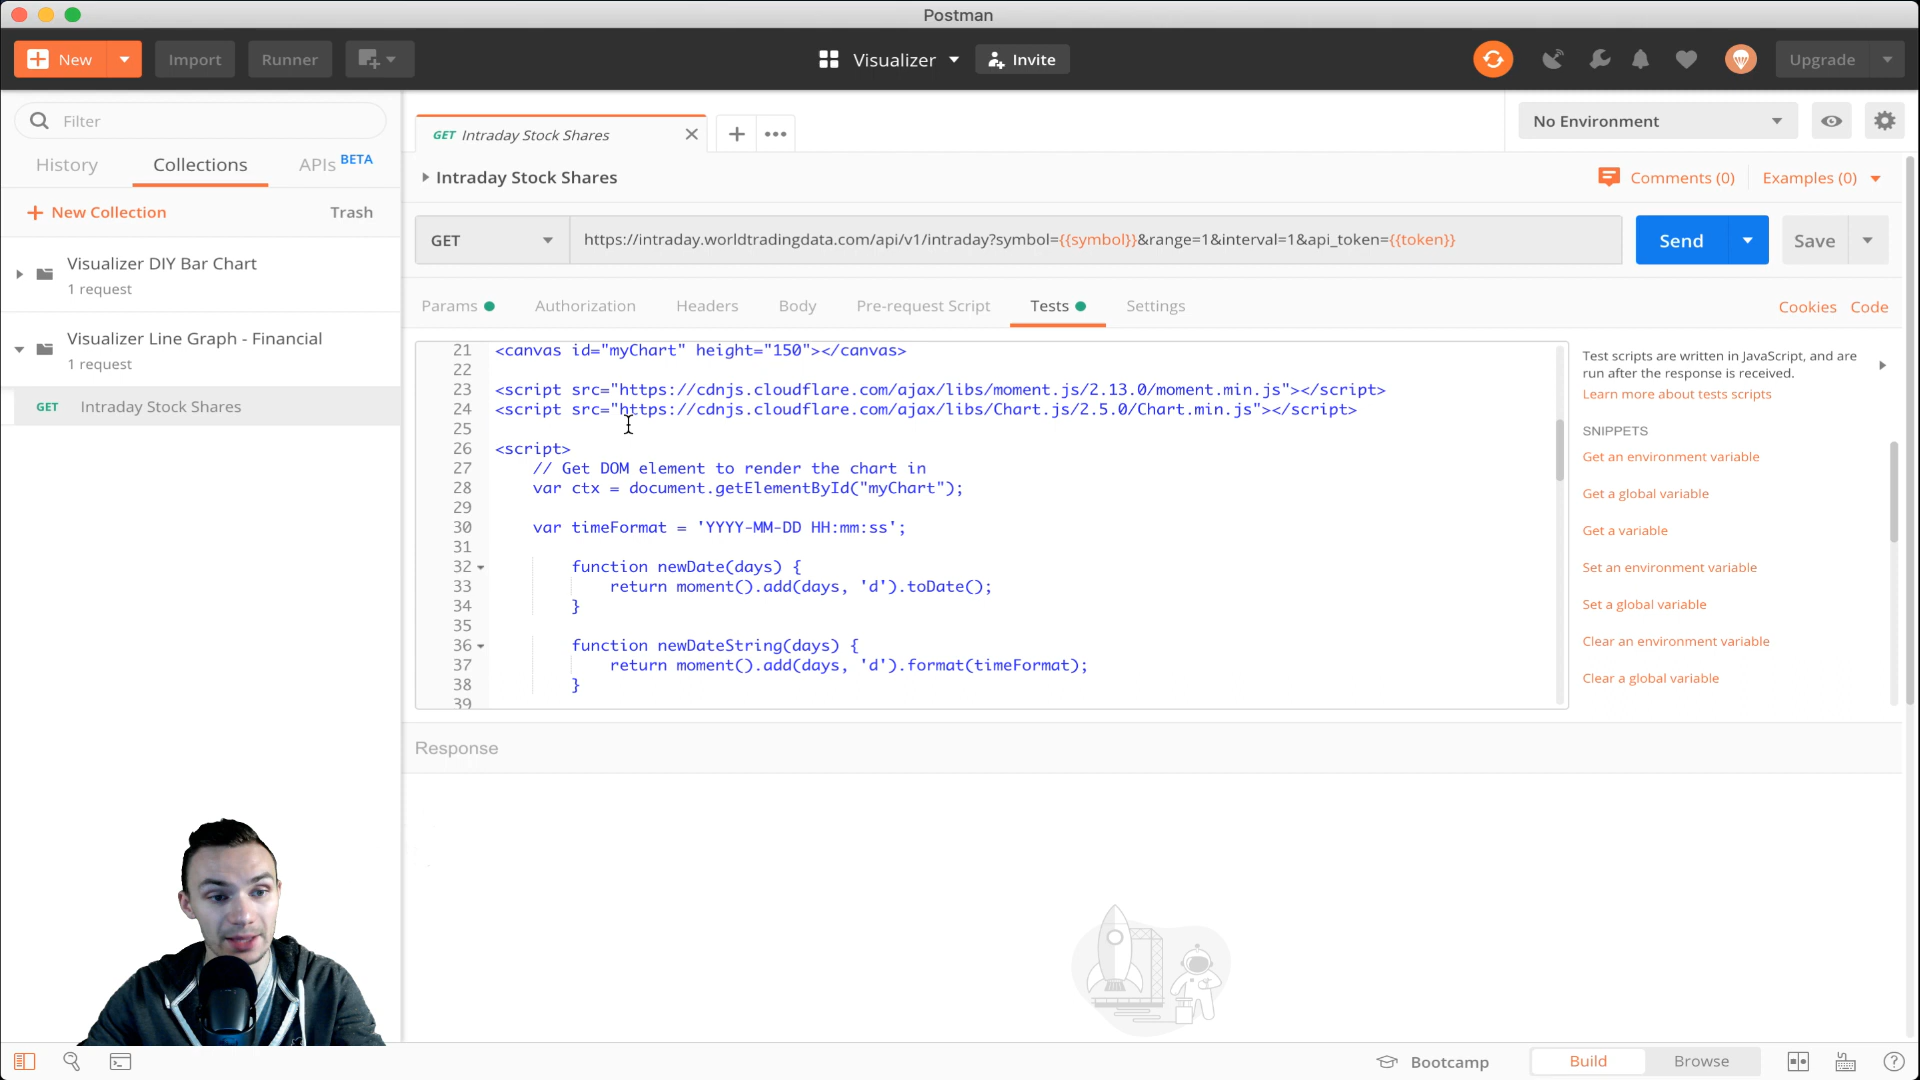 Postman
New
Import
Runner
Visualizer
Invite
Upgrade
Filter
History
Collections
APIs BETA
New Collection
Trash
Visualizer DIY Bar Chart
1 request
Visualizer Line Graph - Financial
1 request
GET Intraday Stock Shares
GET Intraday Stock Shares
No Environment
Intraday Stock Shares
Comments (0)
Examples (0)
GET
https://intraday.worldtradingdata.com/api/v1/intraday?symbol={{symbol}}&range=1&interval=1&api_token={{token}}
Send
Save
Params
Authorization
Headers
Body
Pre-request Script
Tests
Settings
Cookies
Code
21 <canvas id="myChart" height="150"></canvas>
22
23 <script src="https://cdnjs.cloudflare.com/ajax/libs/moment.js/2.13.0/moment.min.js"></script>
24 <script src="https://cdnjs.cloudflare.com/ajax/libs/Chart.js/2.5.0/Chart.min.js"></script>
25
26 <script>
27 // Get DOM element to render the chart in
28 var ctx = document.getElementById("myChart");
29
30 var timeFormat = 'YYYY-MM-DD HH:mm:ss';
31
32 function newDate(days) {
33 return moment().add(days, 'd').toDate();
34 }
35
36 function newDateString(days) {
37 return moment().add(days, 'd').format(timeFormat);
38 }
39
Test scripts are written in JavaScript, and are
run after the response is received.
Learn more about tests scripts
SNIPPETS
Get an environment variable
Get a global variable
Get a variable
Set an environment variable
Set a global variable
Clear an environment variable
Clear a global variable
Response
Bootcamp
Build
Browse